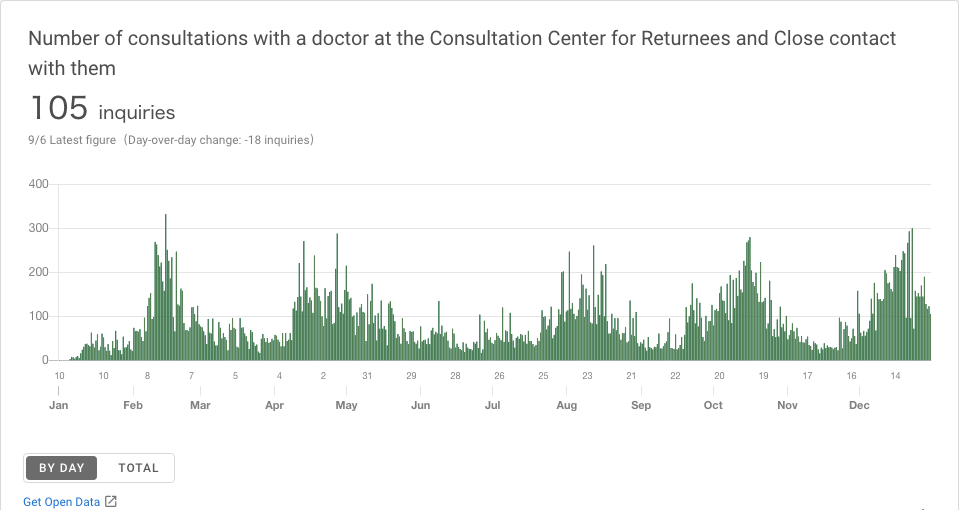 Number of consultations with a doctor at the Consultation Center for Returnees and Close contact
with them
105 inquiries
9/6 Latest figure (Day-over-day change: -18 inquiries)
400
300
200
100
0
10 10 8 7 5 4 2 31 29 28 26 25 23 21 22 20 19 17 16 14
Jan Feb Mar Apr May Jun Jul Aug Sep Oct Nov Dec
BY DAY TOTAL
Get Open Data